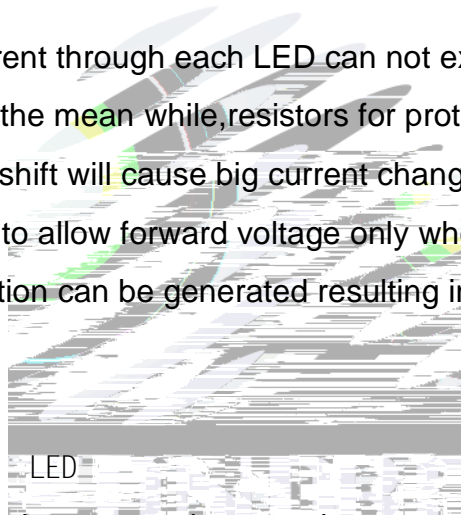 rent through each LED can not ex
the mean while,resistors for prot
shift will cause big current chang
to allow forward voltage only wh
tion can be generated resulting i
LED